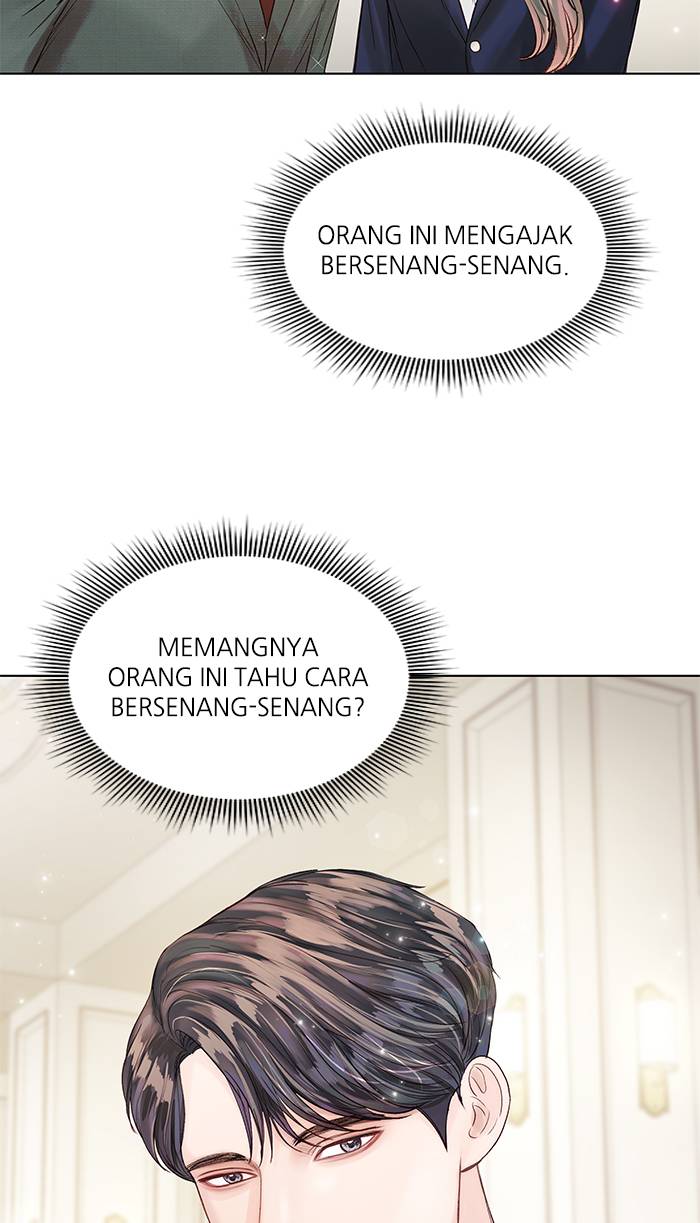 ORANG INI MENGAJAK
BERSENANG-SENANG.
MEMANGNYA
ORANG INI TAHU CARA
BERSENANG-SENANG?